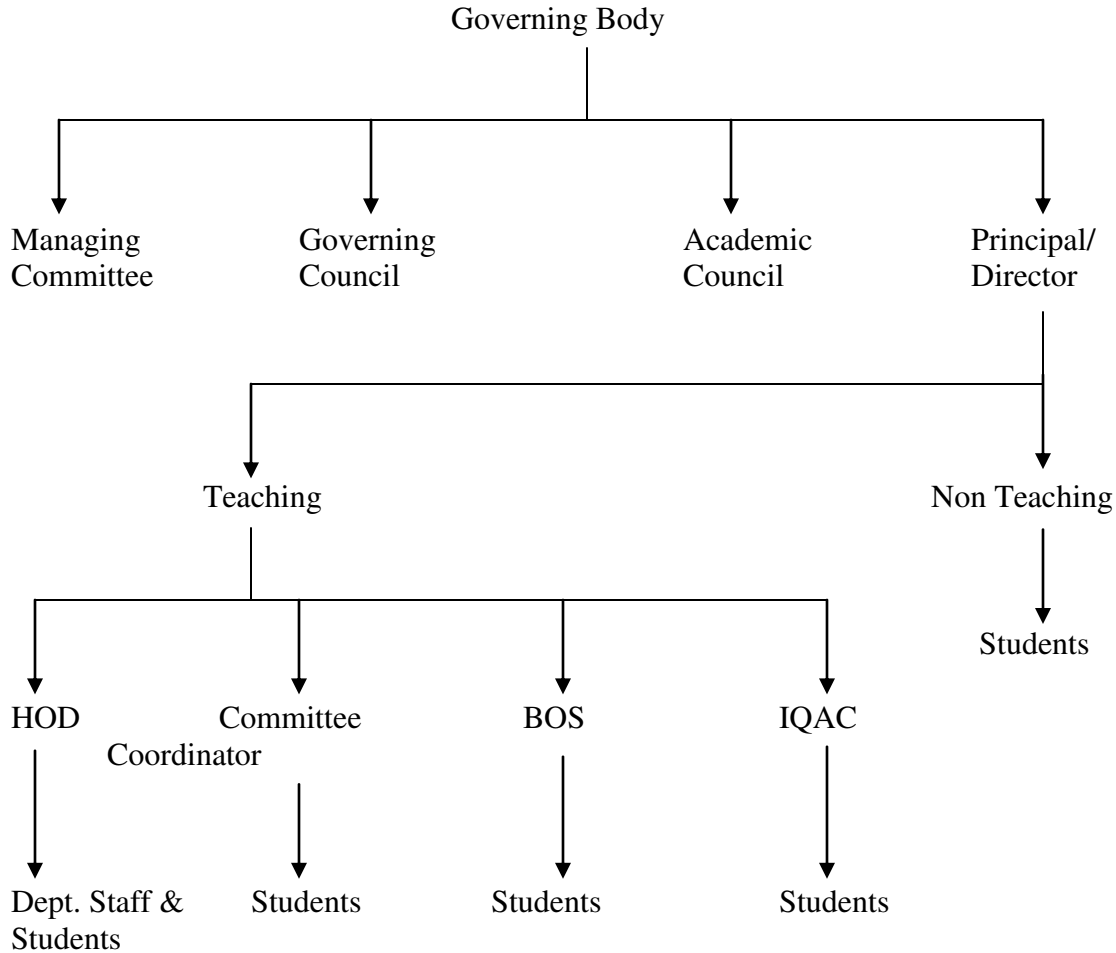 Governing Body
Managing
Committee
Governing
Council
Academic
Council
Principal/
Director
Teaching
Non Teaching
Students
HOD
Committee
Coordinator
BOS
IQAC
Dept. Staff &
Students
Students
Students
Students